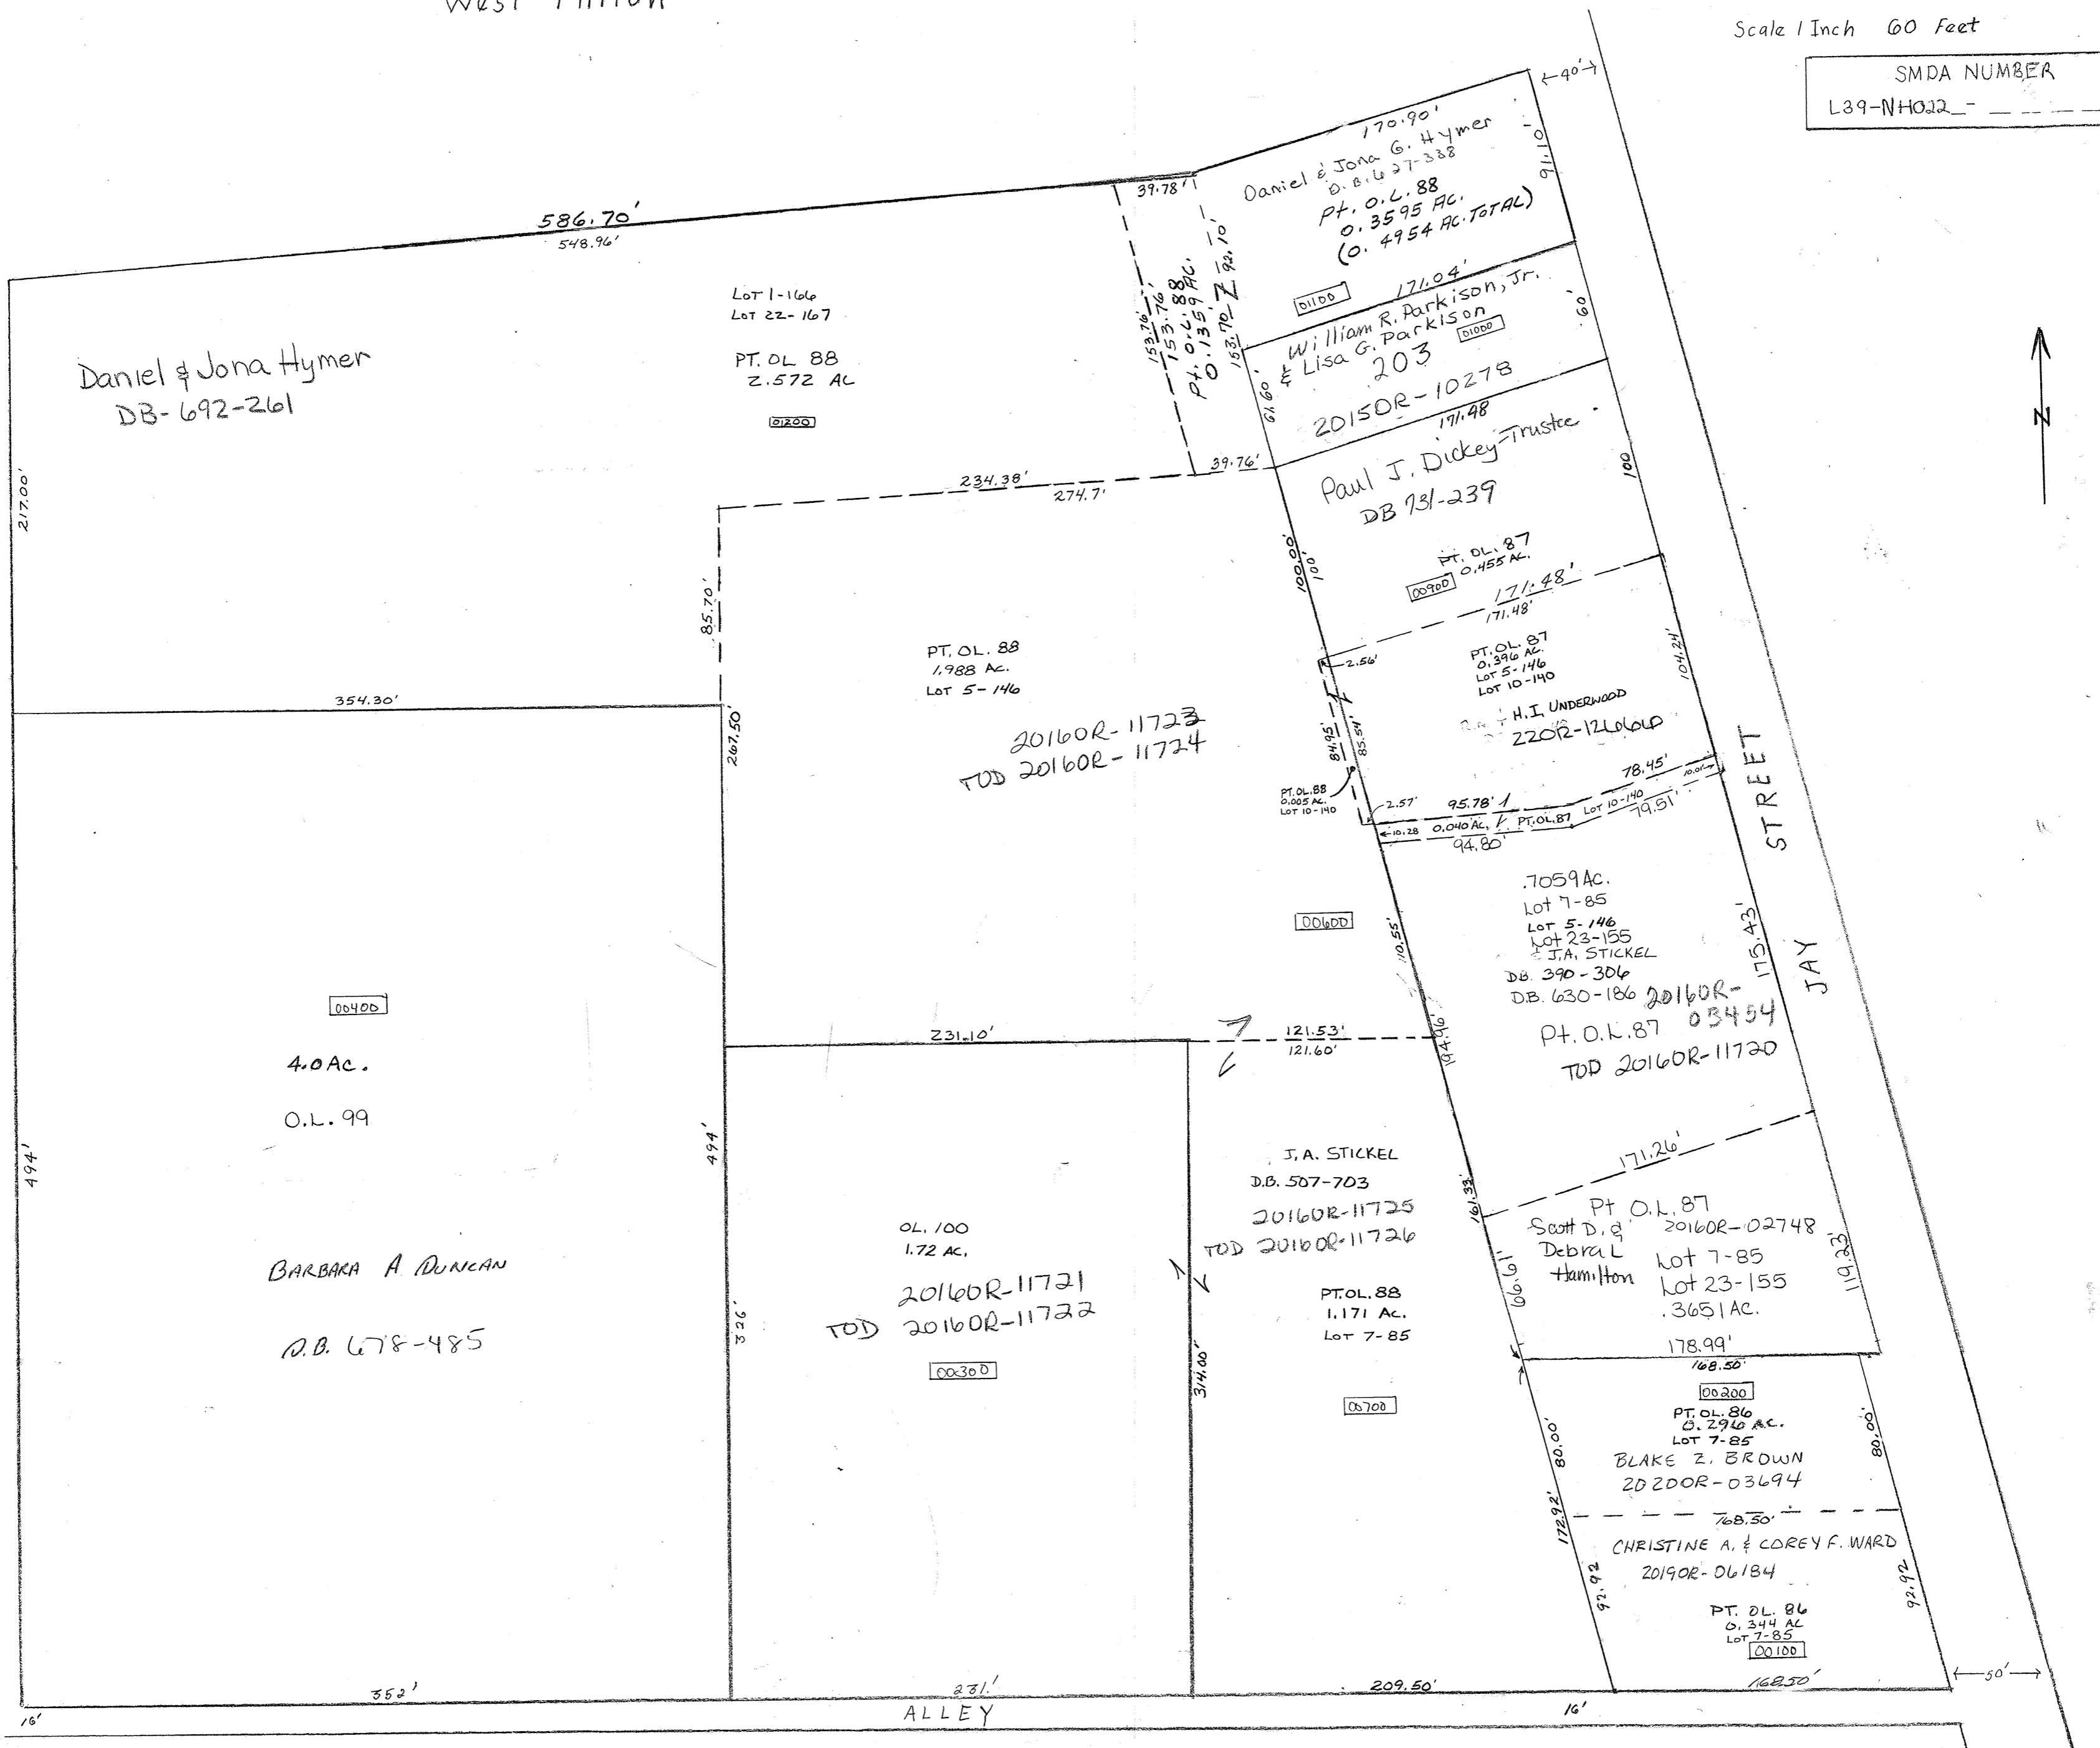 West
Scale 1 Inch 60 Feet
SMDA NUMBER
L39-NH022_-
40'
170.90'
Daniel & Jona G. Hymer
D.B. 627-338
Pt. O.L. 88
0.3595 AC.
(0.4954 AC. TOTAL)
91.10'
01100
39.78'
586.70'
548.96'
LOT 1-166
LOT 22-167
PT. OL 88
2.572 AC
01200
Daniel & Jona Hymer
DB-692-261
217.00'
153.76'
153.76'
Pt. O.L. 88
0.1359 AC.
153.70
92.10'
171.04'
William R. Parkison, Jr.
& Lisa G. Parkison
01000
203
2015OR-10278
60'
61.60'
171.48
Paul J. Dickey-Trustee
DB 731-239
PT. OL. 87
0.455 AC.
00900
100
100.00'
100'
171.48'
171.48'
39.76'
234.38'
274.7'
85.70'
354.30'
267.50'
PT. OL. 88
1.988 AC.
LOT 5-146
2016OR-11723
TOD 2016OR-11724
2.56'
PT. OL. 87
0.396 AC.
LOT 5-146
LOT 10-140
H.I. UNDERWOOD
104.24'
84.95'
85.54'
PT. OL. 88
0.005 AC.
LOT 10-140
2.57'
95.78'
78.45'
10.01'
10.28
0.040 AC.
PT. OL. 87
LOT 10-140
94.80'
79.51'
N
STREET
JAY
.7059 AC.
Lot 7-85
LOT 5-146
Lot 23-155
& J.A. STICKEL
DB. 390-306
D.B. 630-186
2016OR-
03454
Pt. O.L. 87
TOD 2016OR-11720
175.43'
110.55'
194.96'
00600
00400
4.0 AC.
O.L. 99
494'
494'
BARBARA A DUNCAN
D.B. 678-485
231.10'
121.53'
121.60'
326'
OL. 100
1.72 AC.
2016OR-11721
TOD 2016OR-11722
00300
314.00'
J.A. STICKEL
D.B. 507-703
2016OR-11725
TOD 2016OR-11726
PT. OL. 88
1.171 AC.
LOT 7-85
00700
161.33'
171.26'
Pt O.L. 87
Scott D. &
Debra L
Hamilton
2016OR-02748
Lot 7-85
Lot 23-155
.3651 AC.
66.61'
119.23'
178.99'
168.50'
00200
PT. OL. 86
0.296 AC.
LOT 7-85
BLAKE Z. BROWN
2020OR-03694
80.00'
80.00'
172.92'
168.50'
CHRISTINE A. & COREY F. WARD
2019OR-06184
PT. OL. 86
0.344 AC
LOT 7-85
00100
92.92
92.92
352'
231.'
209.50'
168.50'
50'
16'
ALLEY
16'